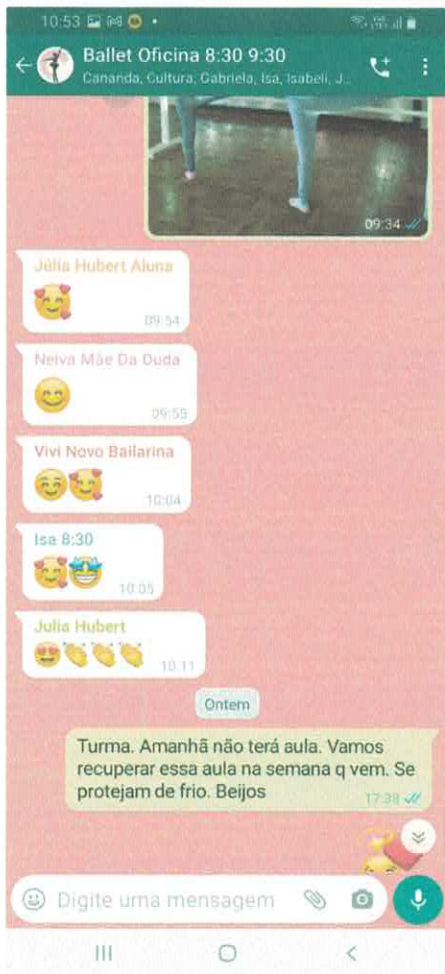 10:53
Ballet Oficina 8:30 9:30
Cananda, Cultura, Gabriela, Isa, Isabeli, J...
09:34
Júlia Hubert Aluna
09:54
Neiva Mãe Da Duda
09:55
Vivi Novo Bailarina
10:04
Isa 8:30
10:05
Julia Hubert
10:11
Ontem
Turma. Amanhã não terá aula. Vamos
recuperar essa aula na semana q vem. Se
protejam de frio. Beijos
17:38
Digite uma mensagem